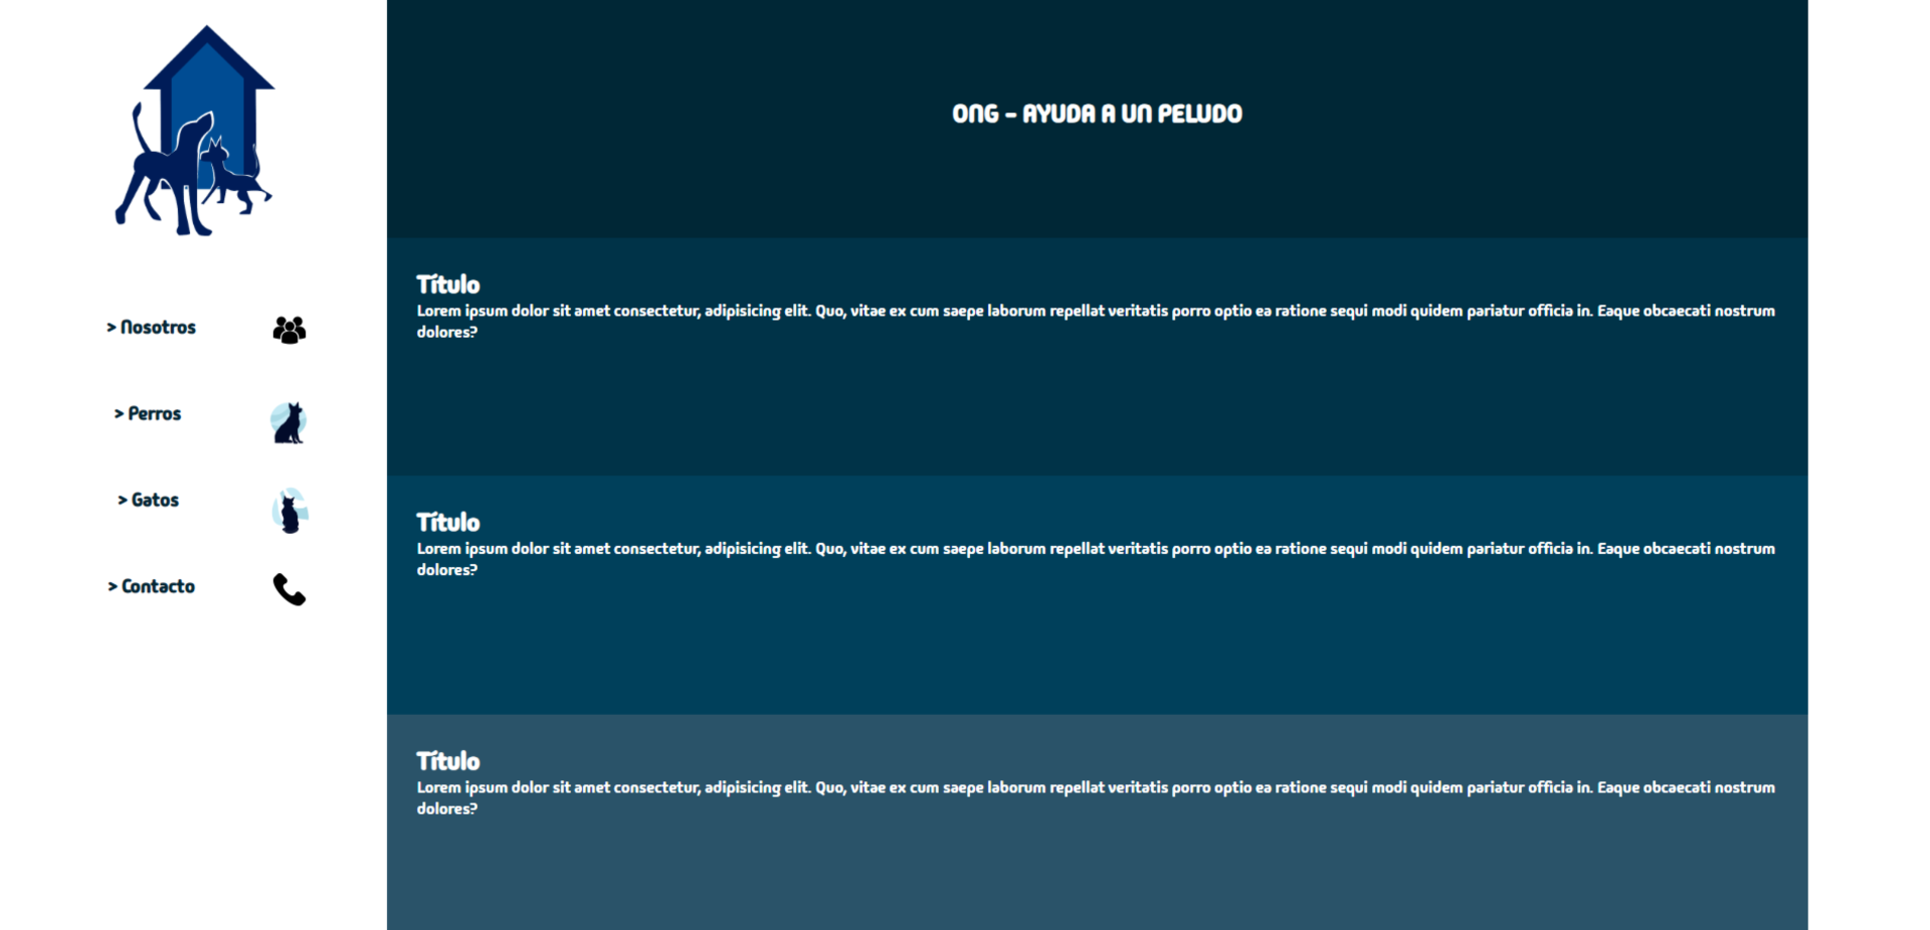 > Nosotros
> Perros
> Gatos
> Contacto
ONG - AYUDA A UN PELUDO
Título
Lorem ipsum dolor sit amet consectetur, adipisicing elit. Quo, vitae ex cum saepe laborum repellat veritatis porro optio ea ratione sequi modi quidem pariatur officia in. Eaque obcaecati nostrum
dolores?
Título
Lorem ipsum dolor sit amet consectetur, adipisicing elit. Quo, vitae ex cum saepe laborum repellat veritatis porro optio ea ratione sequi modi quidem pariatur officia in. Eaque obcaecati nostrum
dolores?
Título
Lorem ipsum dolor sit amet consectetur, adipisicing elit. Quo, vitae ex cum saepe laborum repellat veritatis porro optio ea ratione sequi modi quidem pariatur officia in. Eaque obcaecati nostrum
dolores?